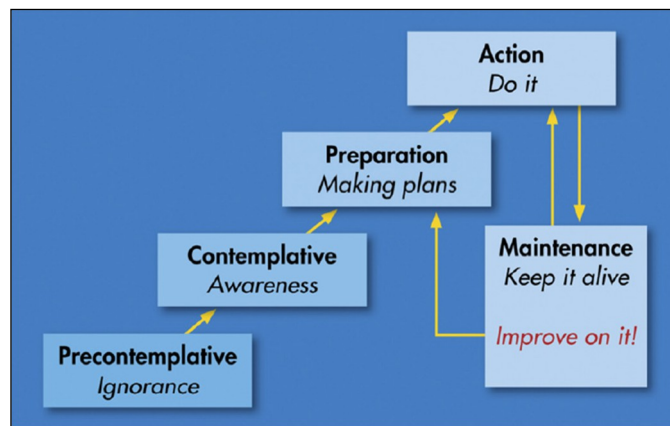 Action
Do it
Preparation
Making plans
Contemplative
Awareness
Precontemplative
Ignorance
Maintenance
Keep it alive
Improve on it!